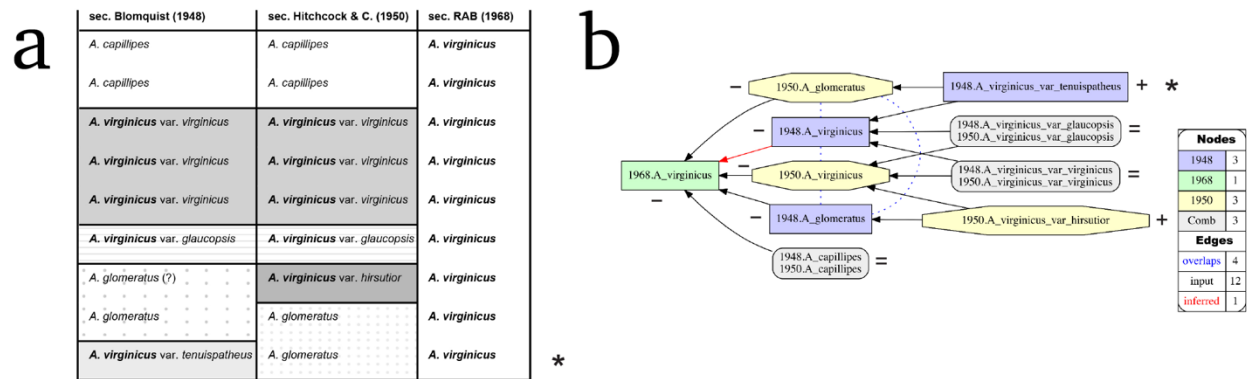 a
sec. Blomquist (1948) sec. Hitchcock & C. (1950) sec. RAB (1968)
A. capillipes A. capillipes A. virginicus
A. capillipes A. capillipes A. virginicus
A. virginicus var. virginicus A. virginicus var. virginicus A. virginicus
A. virginicus var. virginicus A. virginicus var. virginicus A. virginicus
A. virginicus var. virginicus A. virginicus var. virginicus A. virginicus
A. virginicus var. glaucopsis A. virginicus var. glaucopsis A. virginicus
A. glomeratus (?) A. virginicus var. hirsutior A. virginicus
A. glomeratus A. glomeratus A. virginicus
A. virginicus var. tenuispatheus A. glomeratus A. virginicus
*
b
– 1950.A_glomeratus
1948.A_virginicus_var_tenuispatheus + *
– 1948.A_virginicus
1948.A_virginicus_var_glaucopsis
1950.A_virginicus_var_glaucopsis
=
1968.A_virginicus
–
– 1950.A_virginicus
1948.A_virginicus_var_virginicus
1950.A_virginicus_var_virginicus
=
– 1948.A_glomeratus
1950.A_virginicus_var_hirsutior +
1948.A_capillipes
1950.A_capillipes
=
Nodes
1948 3
1968 1
1950 3
Comb 3
Edges
overlaps 4
input 12
inferred 1